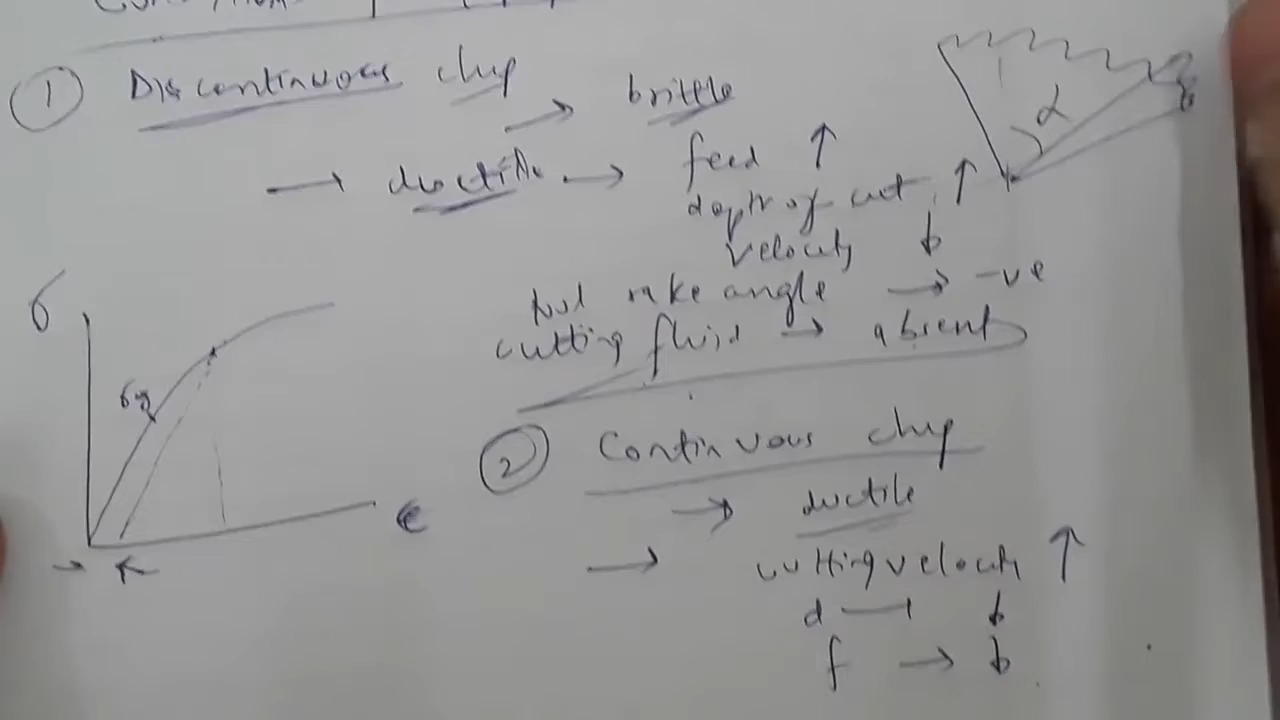 ① Discontinuous chip
→ brittle
→ ductile → feed ↑
depth of cut ↑
velocity ↓
tool rake angle → -ve
cutting fluid → absent
α
σ
σy
ϵ
② Continuous chip
→ ductile
→ cutting velocity ↑
d → ↓
f → ↓